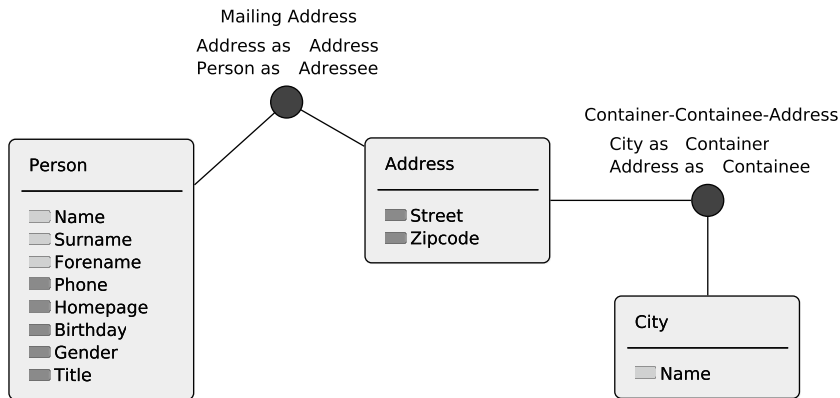 Mailing Address
Address as Address
Person as Adressee
Container-Containee-Address
City as Container
Address as Containee
Person
Name
Surname
Forename
Phone
Homepage
Birthday
Gender
Title
Address
Street
Zipcode
City
Name